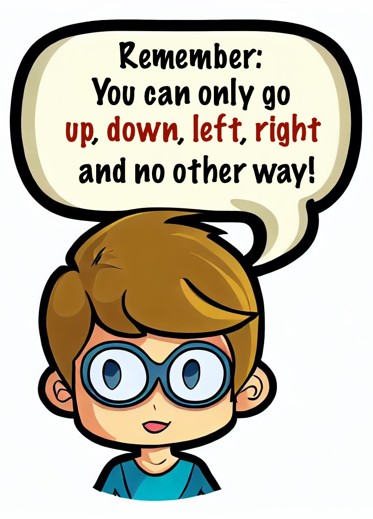 Remember:
You can only go
up, down, left, right
and no other way!